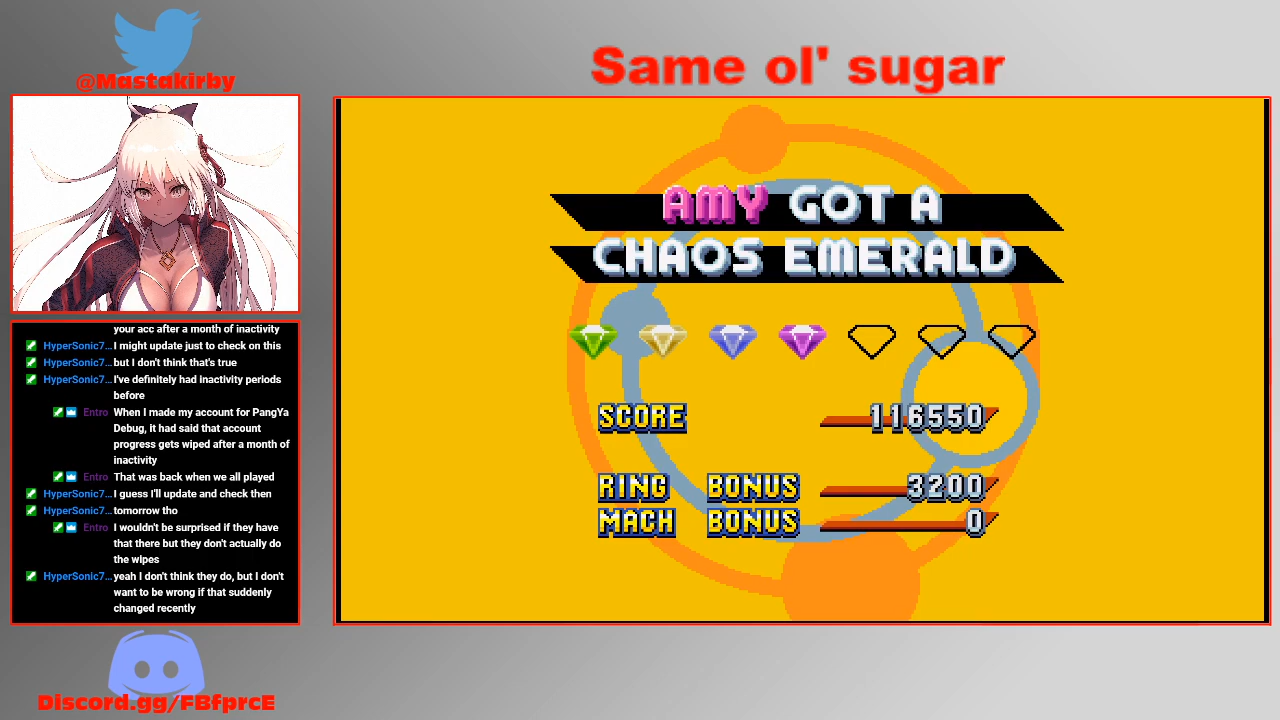 @Mastakirby
Same ol' sugar
AMY GOT A
CHAOS EMERALD
SCORE 116550
RING BONUS 3200
MACH BONUS 0
your acc after a month of inactivity
HyperSonic7... I might update just to check on this
HyperSonic7... but I don't think that's true
HyperSonic7... I've definitely had inactivity periods
before
Entro When I made my account for PangYa
Debug, it had said that account
progress gets wiped after a month of
inactivity
Entro That was back when we all played
HyperSonic7... I guess I'll update and check then
HyperSonic7... tomorrow tho
Entro I wouldn't be surprised if they have
that there but they don't actually do
the wipes
HyperSonic7... yeah I don't think they do, but I don't
want to be wrong if that suddenly
changed recently
Discord.gg/FBfprcE